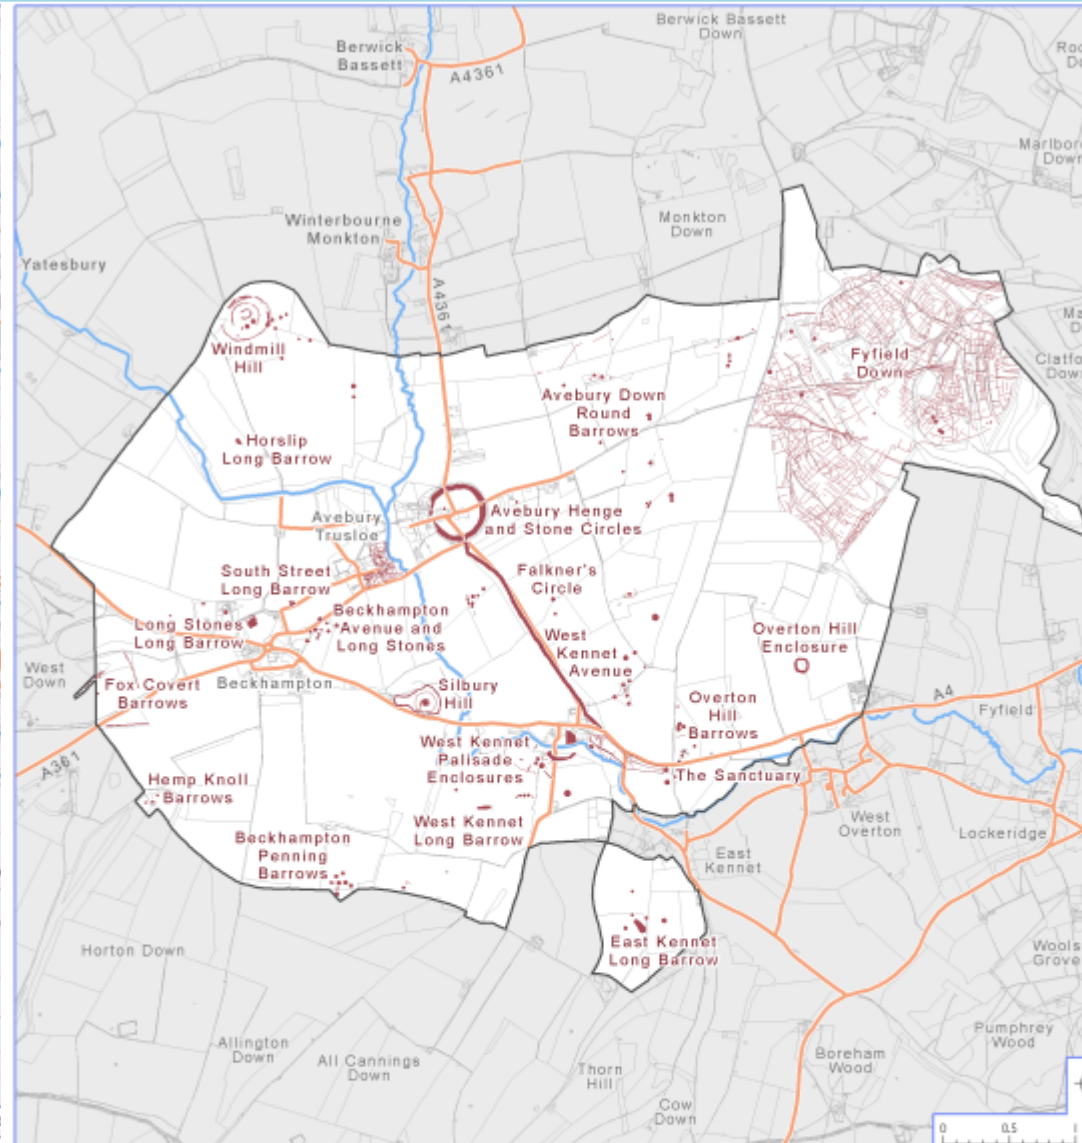 Berwick Bassett
Down
Berwick
Bassett
A4361
Winterbourne
Monkton
Monkton
Down
Yatesbury
A4361
Windmill
Hill
Fyfield
Down
Avebury Down
Round
Barrows
Horslip
Long Barrow
Avebury
Trusloe
Avebury Henge
and Stone Circles
South Street
Long Barrow
Falkner's
Circle
Long Stones
Long Barrow
Beckhampton
Avenue and
Long Stones
West
Kennet
Avenue
Overton Hill
Enclosure
West
Down
Fox Covert
Barrows
Beckhampton
Silbury
Hill
Overton
Hill
Barrows
A4
Fyfield
A361
West Kennet
Palisade
Enclosures
The Sanctuary
Hemp Knoll
Barrows
West Kennet
Long Barrow
West
Overton
Lockeridge
Beckhampton
Penning
Barrows
East
Kennet
Horton Down
East Kennet
Long Barrow
Wools
Grove
Allington
Down
All Cannings
Down
Thorn
Hill
Cow
Down
Boreham
Wood
Pumphrey
Wood
0 0.5 1